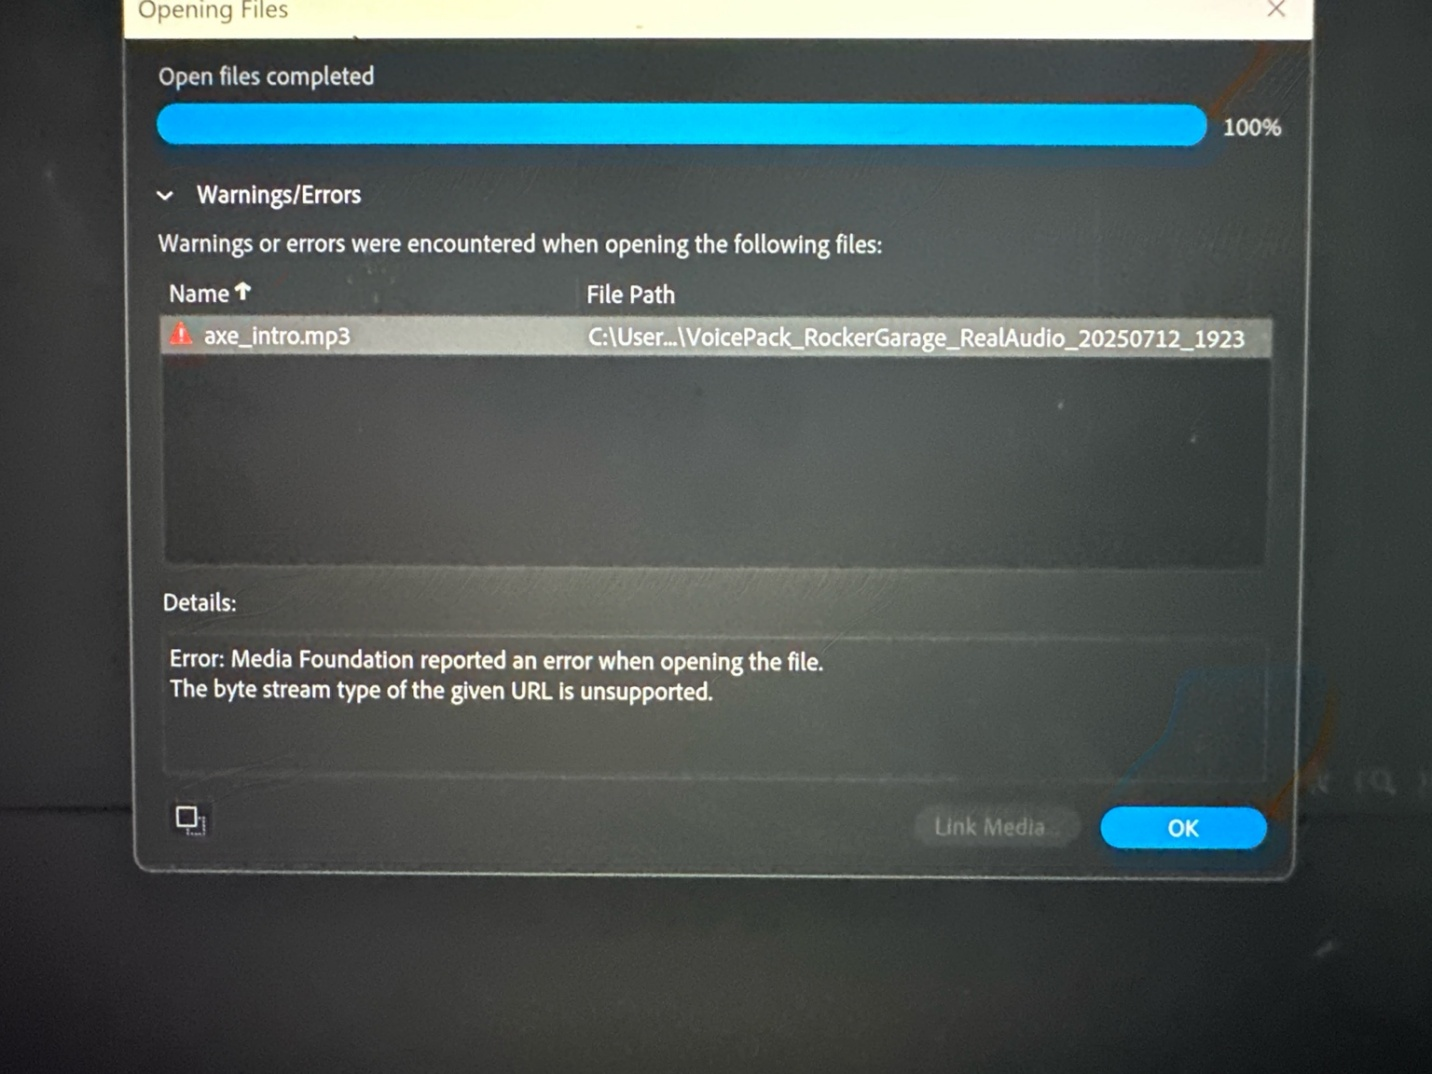 Opening Files
Open files completed
100%
Warnings/Errors
Warnings or errors were encountered when opening the following files:
Name File Path
axe_intro.mp3 C:\User...\VoicePack_RockerGarage_RealAudio_20250712_1923
Details:
Error: Media Foundation reported an error when opening the file.
The byte stream type of the given URL is unsupported.
Link Media... OK